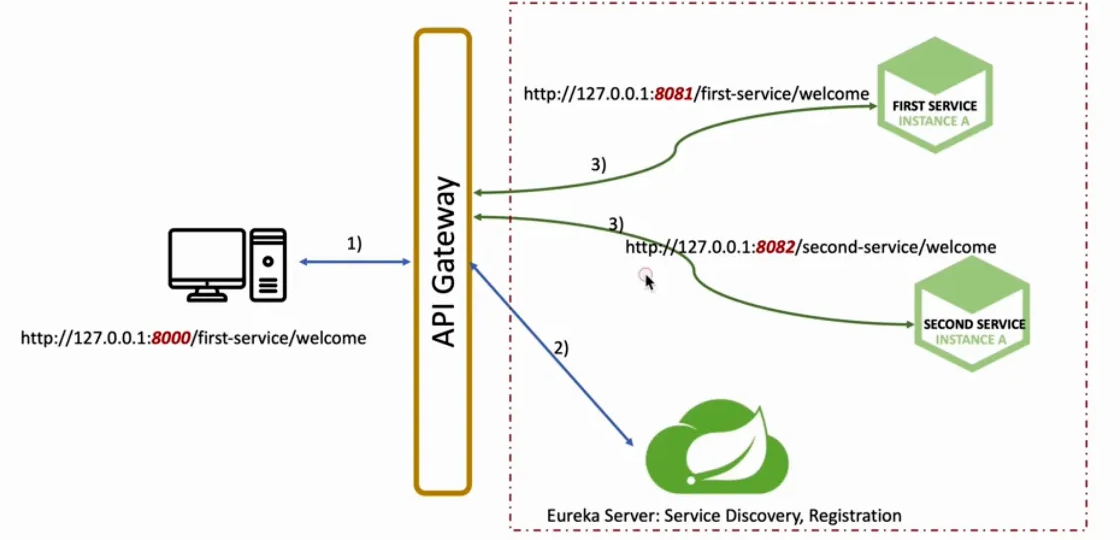 http://127.0.0.1:8081/first-service/welcome
FIRST SERVICE
INSTANCE A
3)
API Gateway
3)
1)
http://127.0.0.1:8082/second-service/welcome
http://127.0.0.1:8000/first-service/welcome
SECOND SERVICE
INSTANCE A
2)
Eureka Server: Service Discovery, Registration